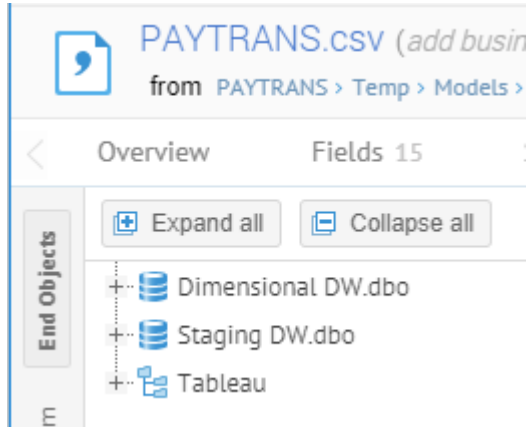 PAYTRANS.csv (add busin
from PAYTRANS > Temp > Models >
Overview Fields 15
Expand all Collapse all
End Objects
Dimensional DW.dbo
Staging DW.dbo
Tableau